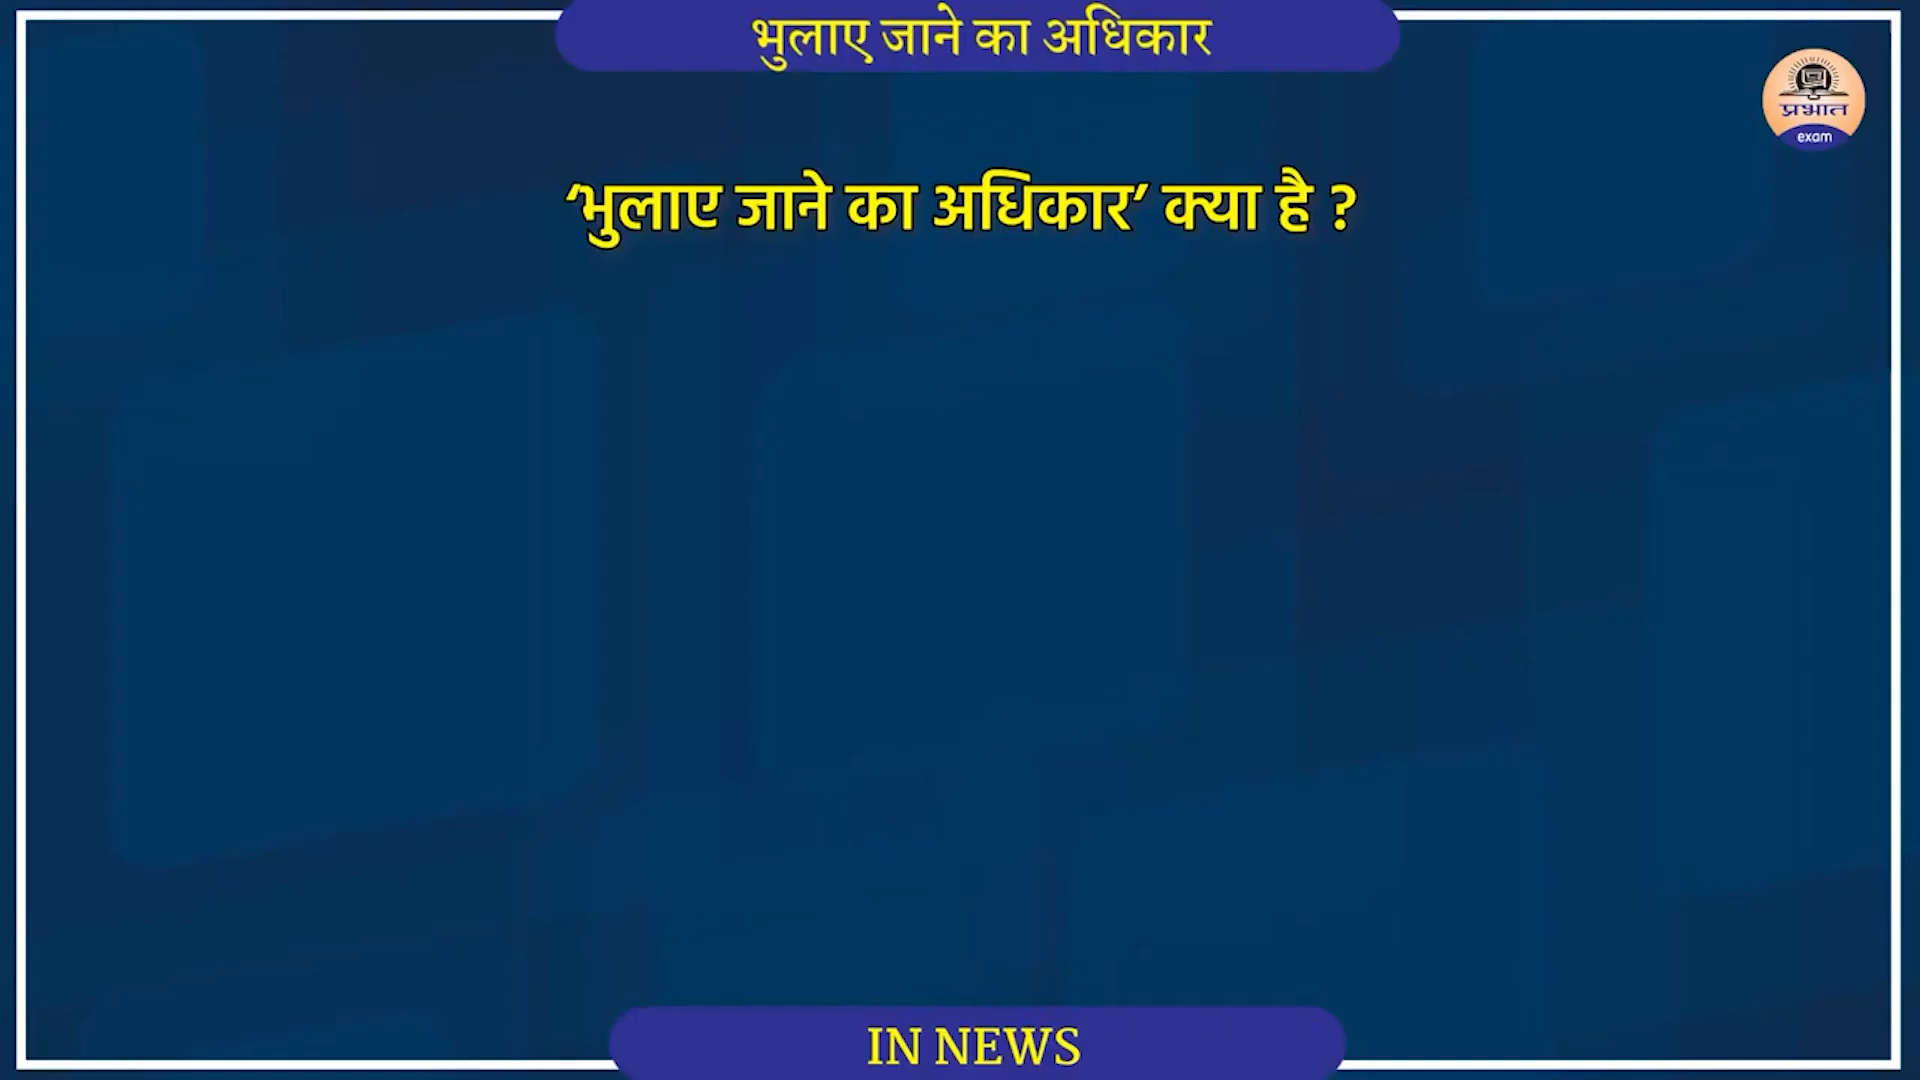 भुलाए जाने का अधिकार
प्रभात
exam
‘भुलाए जाने का अधिकार’ क्या है ?
IN NEWS